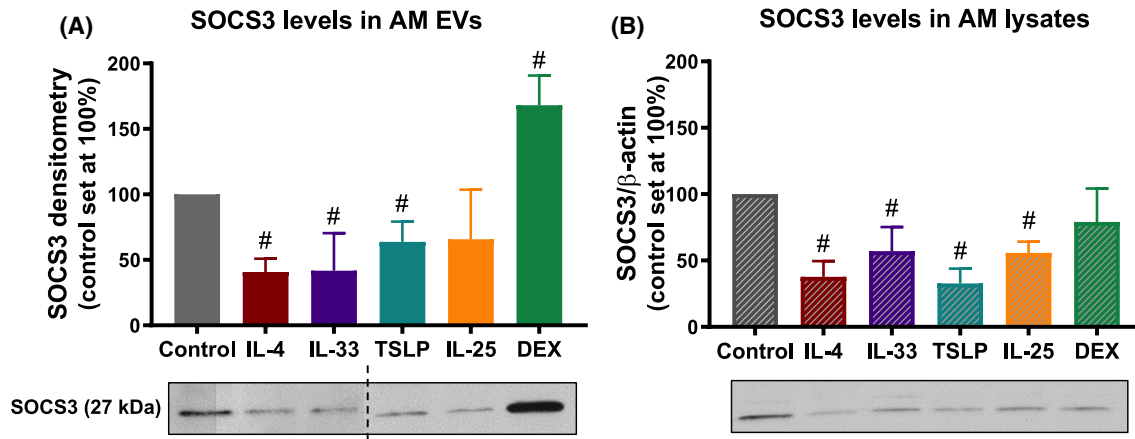 (A)
SOCS3 levels in AM EVs
SOCS3 densitometry
(control set at 100%)
200
150
100
50
0
#
#
#
#
Control IL-4 IL-33 TSLP IL-25 DEX
SOCS3 (27 kDa)
(B)
SOCS3 levels in AM lysates
SOCS3/β-actin
(control set at 100%)
200
150
100
50
0
#
#
#
#
Control IL-4 IL-33 TSLP IL-25 DEX